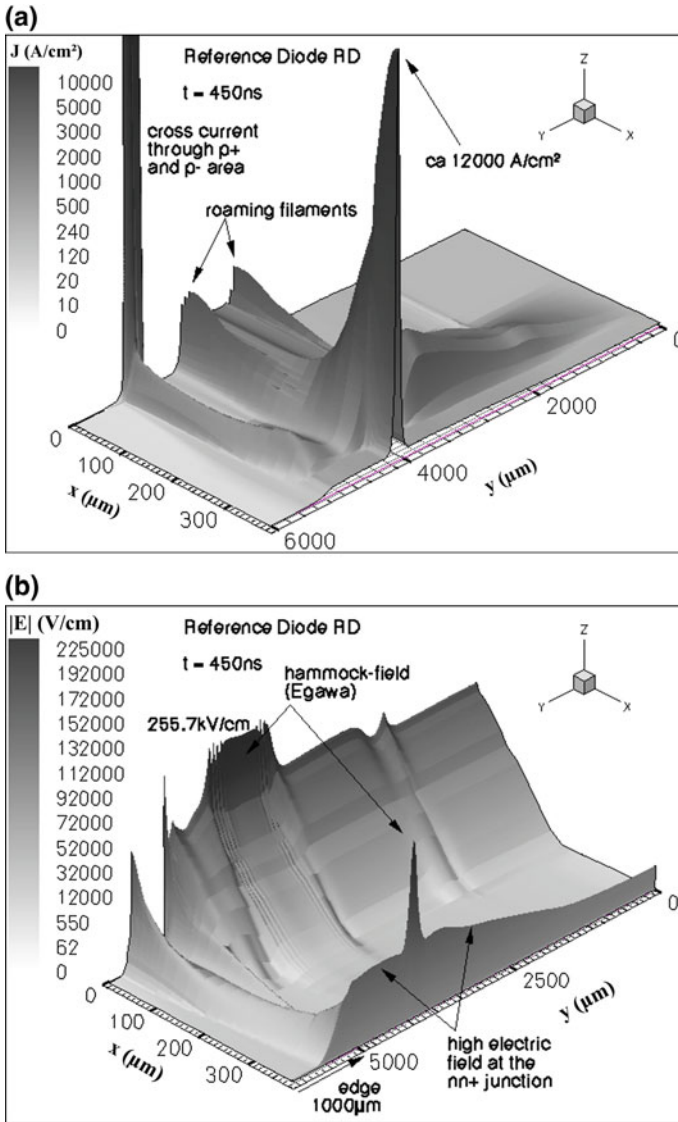 (a)
J (A/cm²)
10000
5000
3000
2000
1000
500
240
120
20
10
0
Reference Diode RD
t = 450ns
cross current
through p+
and p- area
roaming filaments
ca 12000 A/cm²
Z
Y
X
0
100
200
300
x (µm)
6000
4000
2000
0
y (µm)
(b)
|E| (V/cm)
225000
192000
172000
152000
132000
112000
92000
72000
52000
32000
12000
550
62
0
Reference Diode RD
t = 450ns
hammock-field
(Egawa)
255.7kV/cm
Z
Y
X
0
100
200
300
x (µm)
5000
2500
0
y (µm)
edge
1000µm
high electric
field at the
nn+ junction